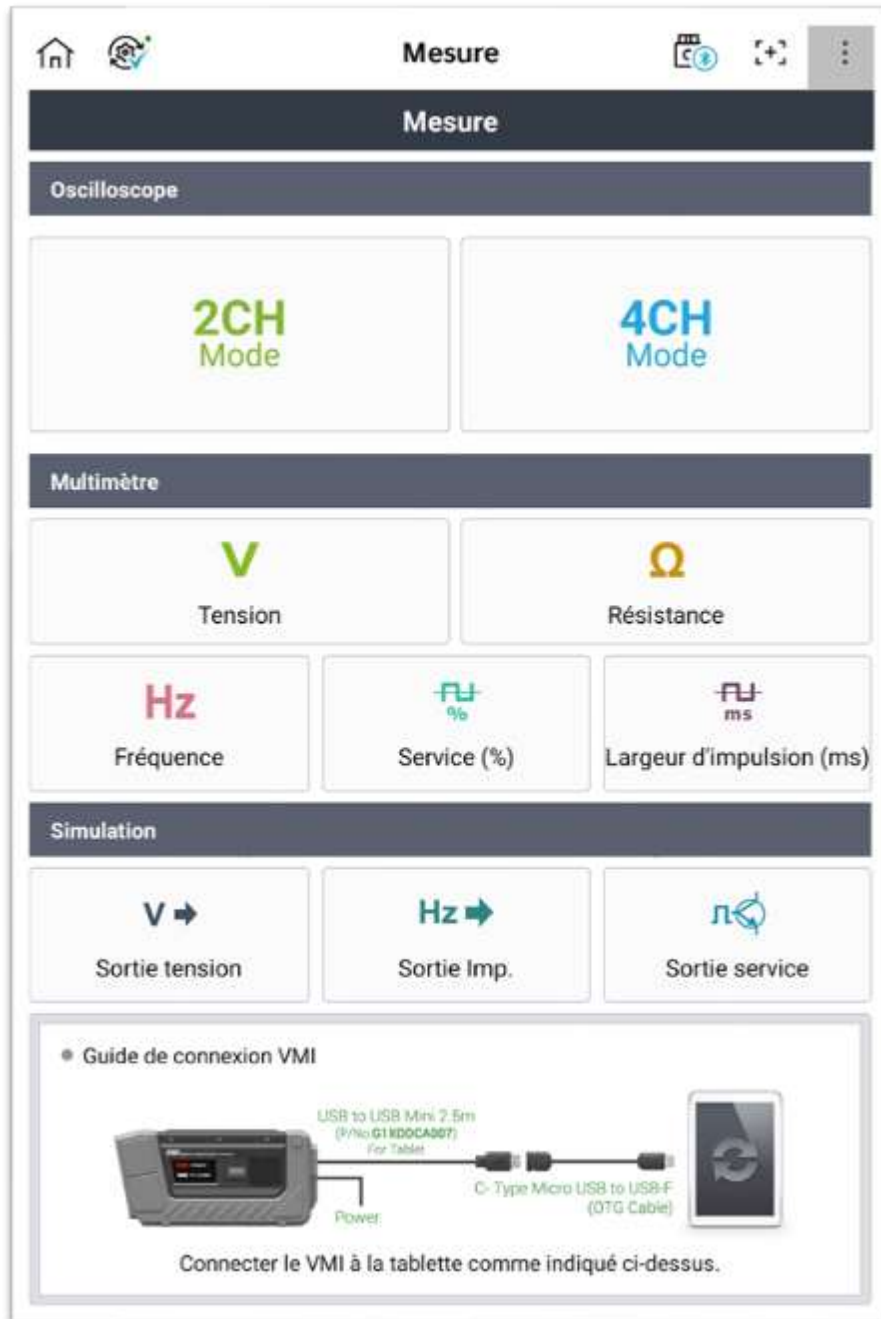 Mesure
Mesure
Oscilloscope
2CH
Mode
4CH
Mode
Multimètre
V
Tension
Ω
Résistance
Hz
Fréquence
%
Service (%)
ms
Largeur d'impulsion (ms)
Simulation
V
Sortie tension
Hz
Sortie Imp.
Sortie service
Guide de connexion VMI
USB to USB Mini 2.5m
(P/No:G1XDDCA007)
For Tablet
C- Type Micro USB to USB-F
(OTG Cable)
Power
Connecter le VMI à la tablette comme indiqué ci-dessus.